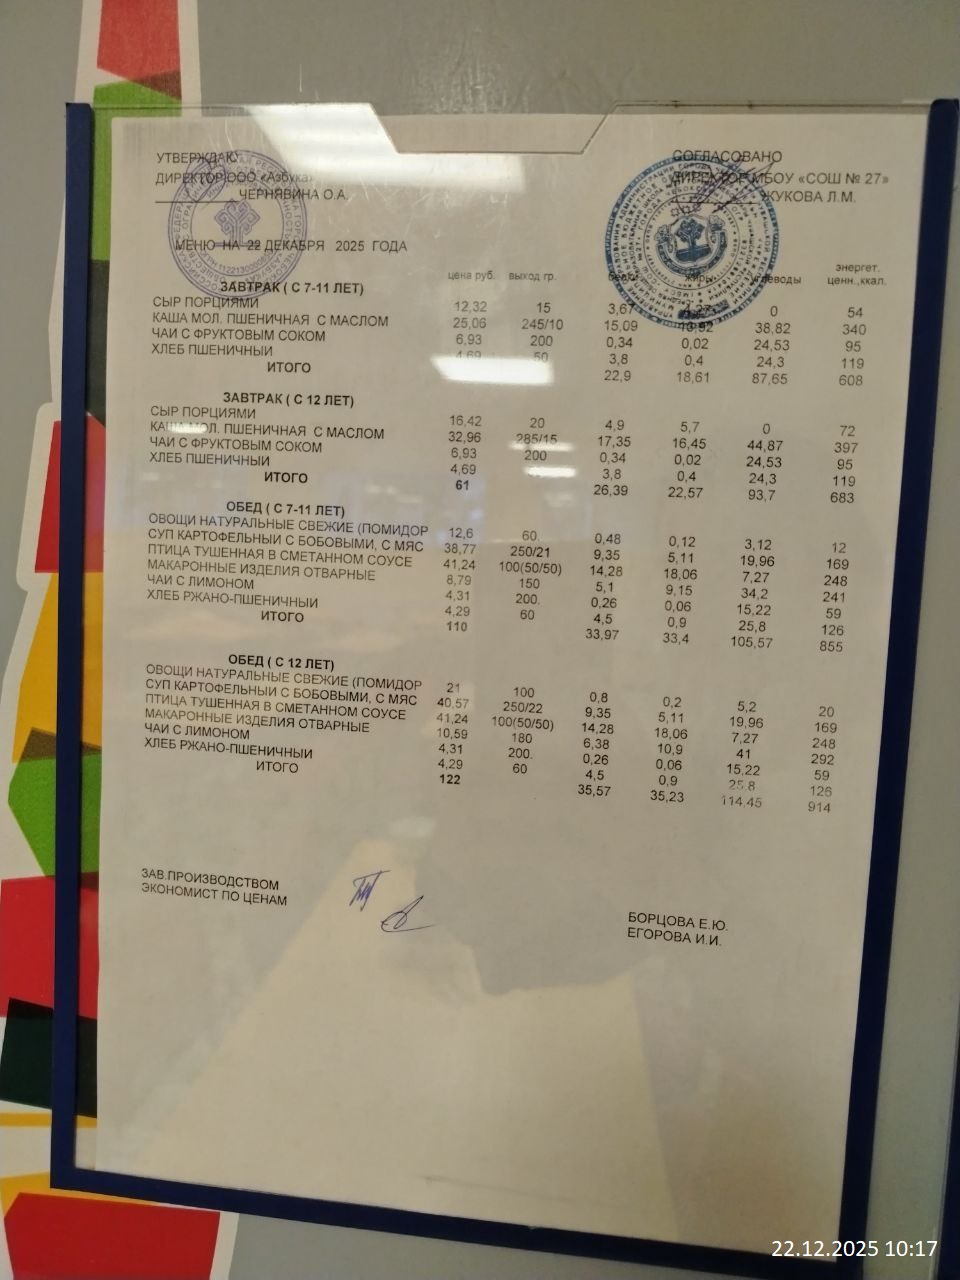 УТВЕРЖДАЮ
СОГЛАСОВАНО
ДИРЕКТОР ООО «Азбука»
ДИРЕКТОР МБОУ «СОШ № 27»
ЧЕРНЯВИНА О.А.
ЖУКОВА Л.М.
МЕНЮ НА 22 ДЕКАБРЯ 2025 ГОДА
цена руб. выход гр. жиры углеводы энергет. ценн.,ккал.
ЗАВТРАК ( С 7-11 ЛЕТ)
СЫР ПОРЦИЯМИ 12,32 15 3,67 0 54
КАША МОЛ. ПШЕНИЧНАЯ С МАСЛОМ 25,06 245/10 15,09 38,82 340
ЧАЙ С ФРУКТОВЫМ СОКОМ 6,93 200 0,34 0,02 24,53 95
ХЛЕБ ПШЕНИЧНЫЙ 4,69 50 3,8 0,4 24,3 119
ИТОГО 22,9 18,61 87,65 608
ЗАВТРАК ( С 12 ЛЕТ)
СЫР ПОРЦИЯМИ 16,42 20 4,9 5,7 0 72
КАША МОЛ. ПШЕНИЧНАЯ С МАСЛОМ 32,96 285/15 17,35 16,45 44,87 397
ЧАЙ С ФРУКТОВЫМ СОКОМ 6,93 200 0,34 0,02 24,53 95
ХЛЕБ ПШЕНИЧНЫЙ 4,69 3,8 0,4 24,3 119
ИТОГО 61 26,39 22,57 93,7 683
ОБЕД ( С 7-11 ЛЕТ)
ОВОЩИ НАТУРАЛЬНЫЕ СВЕЖИЕ (ПОМИДОР 12,6 60. 0,48 0,12 3,12 12
СУП КАРТОФЕЛЬНЫЙ С БОБОВЫМИ, С МЯС 38,77 250/21 9,35 5,11 19,96 169
ПТИЦА ТУШЕННАЯ В СМЕТАННОМ СОУСЕ 41,24 100(50/50) 14,28 18,06 7,27 248
МАКАРОННЫЕ ИЗДЕЛИЯ ОТВАРНЫЕ 8,79 150 5,1 9,15 34,2 241
ЧАЙ С ЛИМОНОМ 4,31 200. 0,26 0,06 15,22 59
ХЛЕБ РЖАНО-ПШЕНИЧНЫЙ 4,29 60 4,5 0,9 25,8 126
ИТОГО 110 33,97 33,4 105,57 855
ОБЕД ( С 12 ЛЕТ)
ОВОЩИ НАТУРАЛЬНЫЕ СВЕЖИЕ (ПОМИДОР 21 100 0,8 0,2 5,2 20
СУП КАРТОФЕЛЬНЫЙ С БОБОВЫМИ, С МЯС 40,57 250/22 9,35 5,11 19,96 169
ПТИЦА ТУШЕННАЯ В СМЕТАННОМ СОУСЕ 41,24 100(50/50) 14,28 18,06 7,27 248
МАКАРОННЫЕ ИЗДЕЛИЯ ОТВАРНЫЕ 10,59 180 6,38 10,9 41 292
ЧАЙ С ЛИМОНОМ 4,31 200. 0,26 0,06 15,22 59
ХЛЕБ РЖАНО-ПШЕНИЧНЫЙ 4,29 60 4,5 0,9 25,8 126
ИТОГО 122 35,57 35,23 114,45 914
ЗАВ.ПРОИЗВОДСТВОМ БОРЦОВА Е.Ю.
ЭКОНОМИСТ ПО ЦЕНАМ ЕГОРОВА И.И.
22.12.2025 10:17